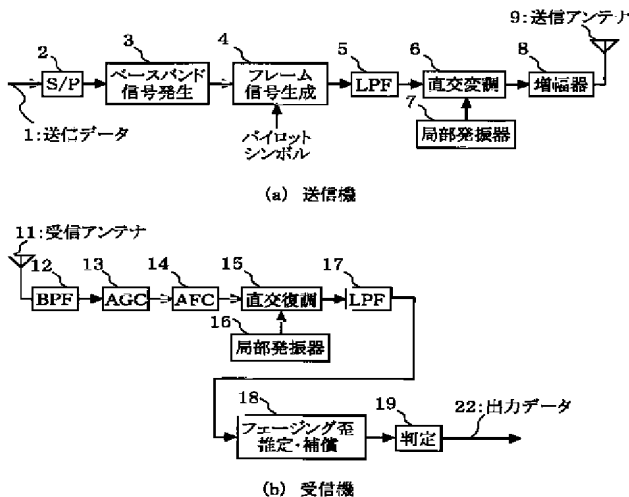 9:送信アンテナ
2
3
4
5
6
8
S/P
ベースバンド
信号発生
フレーム
信号生成
LPF
直交変調
増幅器
7
局部発振器
1:送信データ
パイロット
シンボル
(a) 送信機
11:受信アンテナ
12
13
14
15
17
BPF
AGC
AFC
直交復調
LPF
16
局部発振器
18
19
22:出力データ
フェージング歪
推定・補償
判定
(b) 受信機